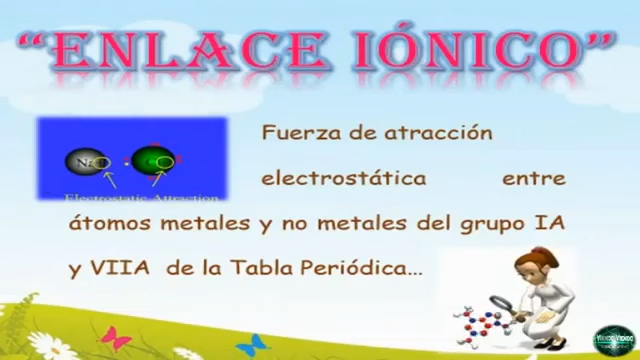 “ENLACE IÓNICO”
Fuerza de atracción
electrostática entre
átomos metales y no metales del grupo IA
y VIIA de la Tabla Periódica...
Electrostatic Attraction